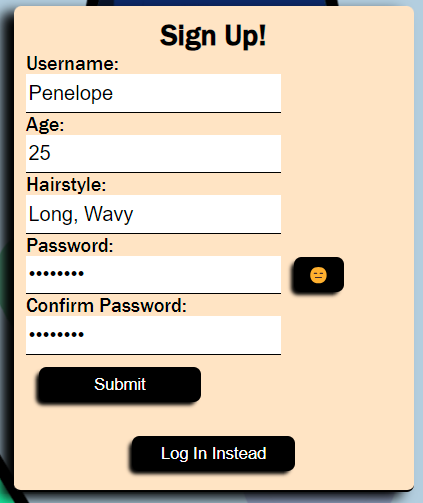 Sign Up!
Username:
Penelope
Age:
25
Hairstyle:
Long, Wavy
Password:
••••••••
Confirm Password:
••••••••
Submit
Log In Instead